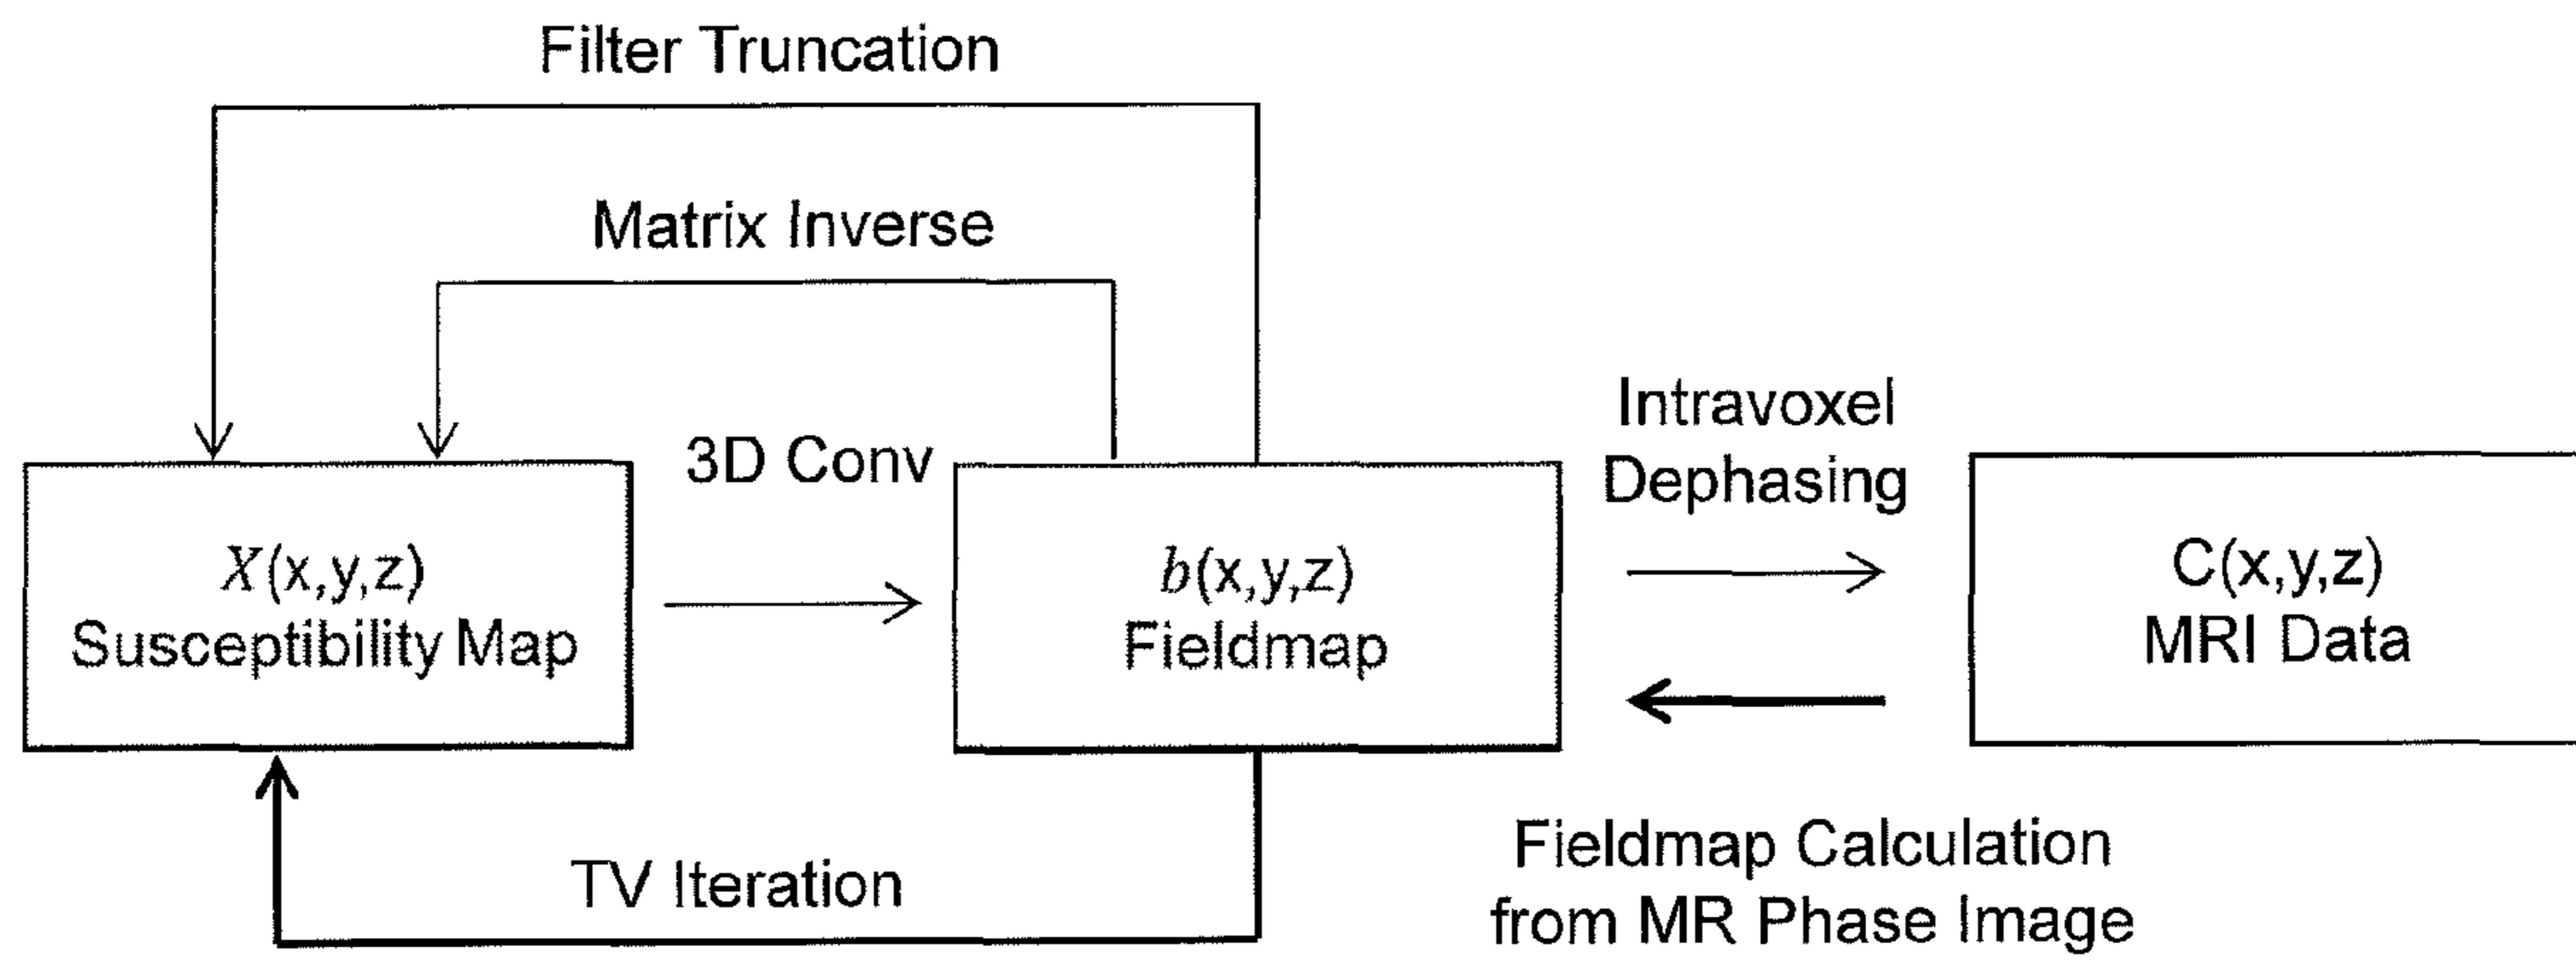 Filter Truncation
Matrix Inverse
3D Conv
Intravoxel
Dephasing
X(x,y,z)
Susceptibility Map
b(x,y,z)
Fieldmap
C(x,y,z)
MRI Data
TV Iteration
Fieldmap Calculation
from MR Phase Image